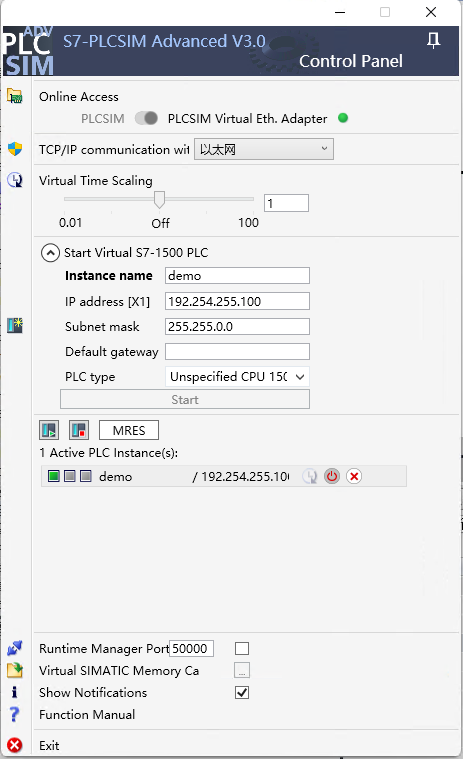 ADV
PLC
SIM
S7-PLCSIM Advanced V3.0
Control Panel
Online Access
PLCSIM PLCSIM Virtual Eth. Adapter
TCP/IP communication wit 以太网
Virtual Time Scaling
1
0.01 Off 100
Start Virtual S7-1500 PLC
Instance name demo
IP address [X1] 192.254.255.100
Subnet mask 255.255.0.0
Default gateway
PLC type Unspecified CPU 150
Start
MRES
1 Active PLC Instance(s):
demo / 192.254.255.100
Runtime Manager Port 50000
Virtual SIMATIC Memory Ca ...
Show Notifications
Function Manual
Exit